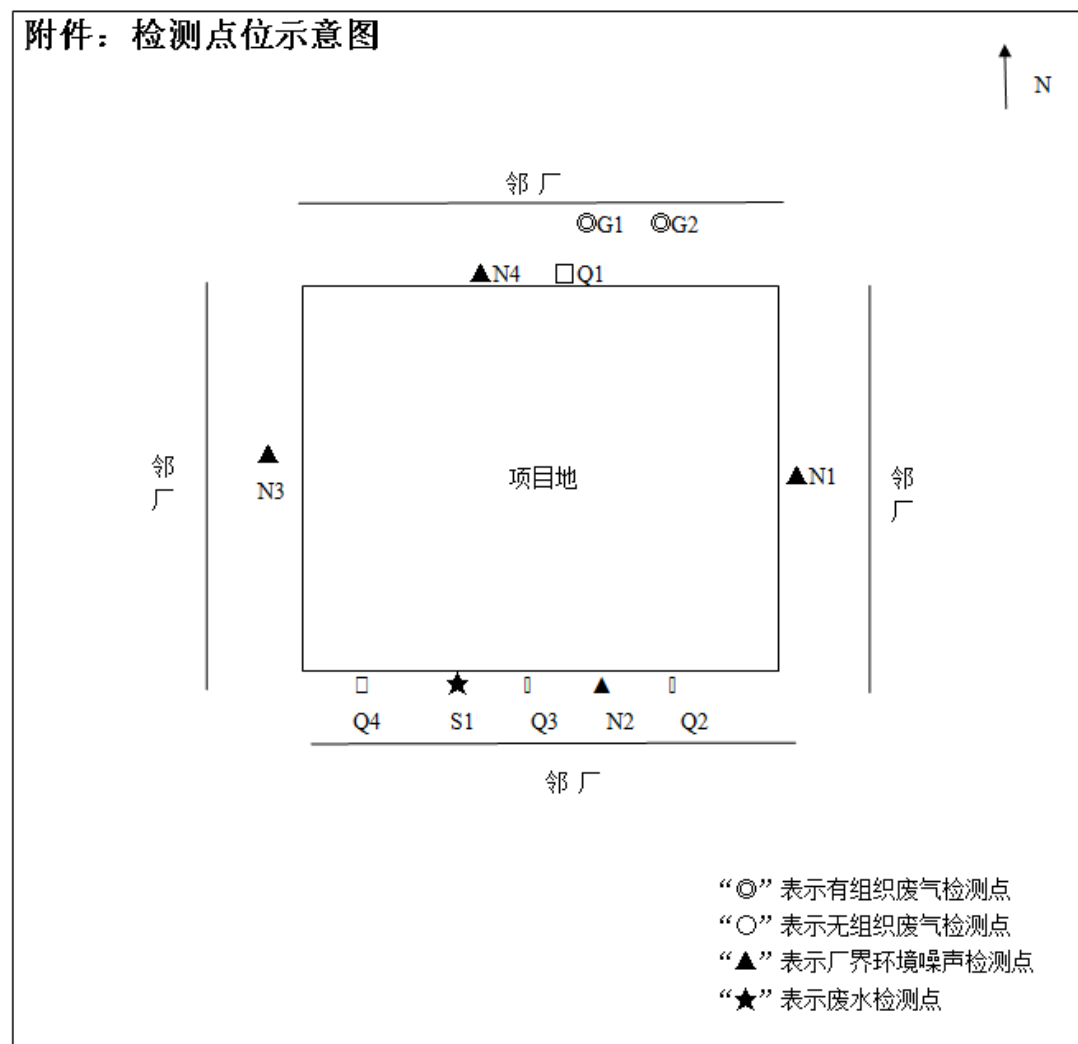 附件：检测点位示意图
N
邻 厂
◎G1 ◎G2
▲N4 □Q1
邻
厂
▲
N3
项目地
▲N1
邻
厂
□ ★ ▯ ▲ ▯
Q4 S1 Q3 N2 Q2
邻 厂
“◎” 表示有组织废气检测点
“○” 表示无组织废气检测点
“▲” 表示厂界环境噪声检测点
“★” 表示废水检测点